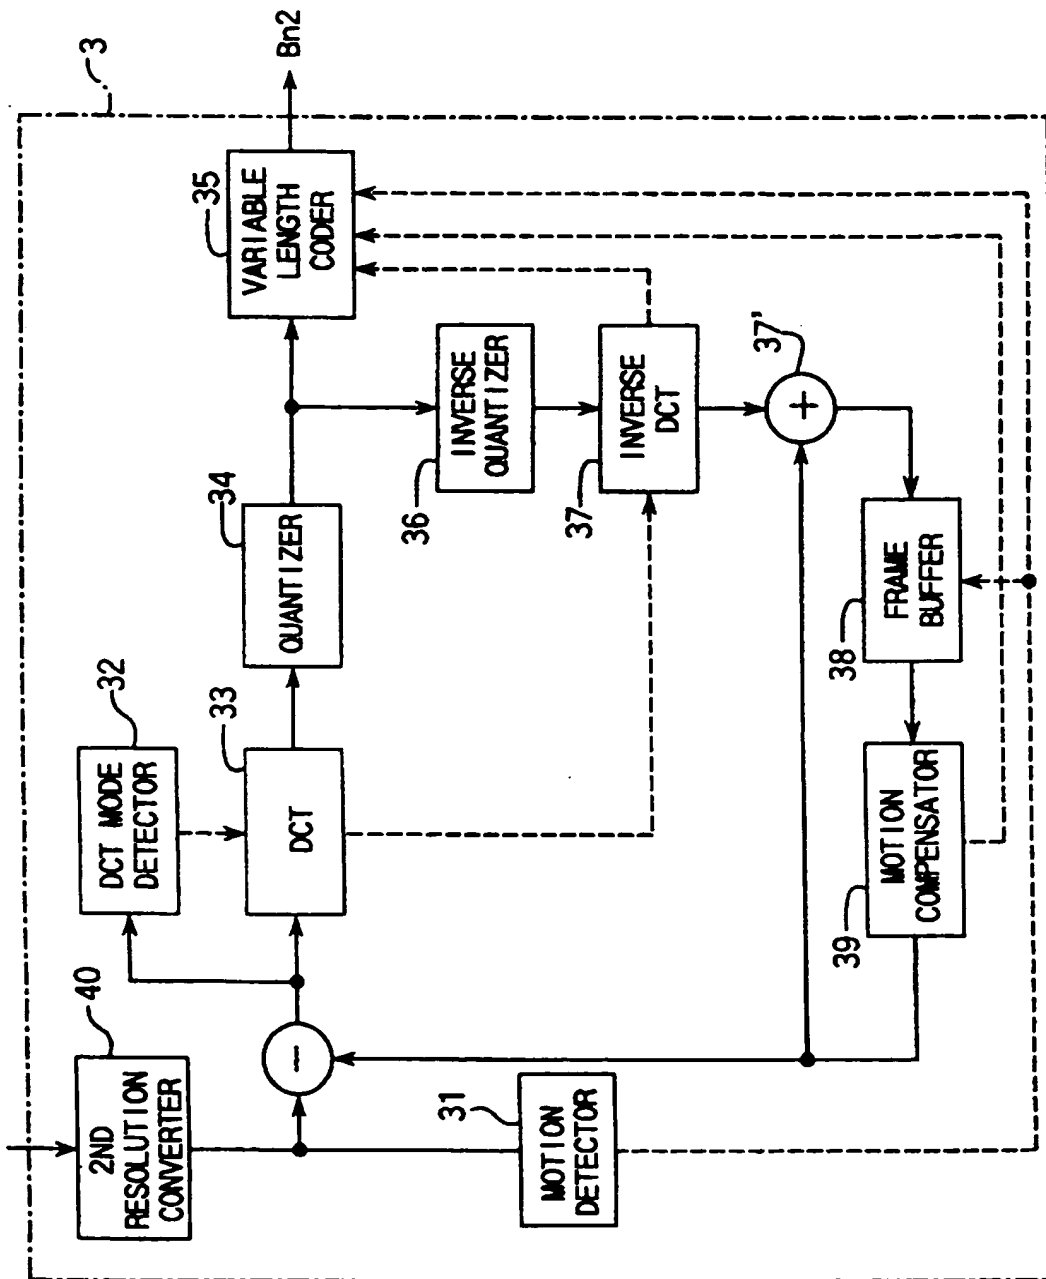 3
40
2ND
RESOLUTION
CONVERTER
32
DCT MODE
DETECTOR
33
DCT
34
QUANTIZER
35
VARIABLE
LENGTH
CODER
Bn2
−
31
MOTION
DETECTOR
36
INVERSE
QUANTIZER
37
INVERSE
DCT
37'
+
38
FRAME
BUFFER
39
MOTION
COMPENSATOR